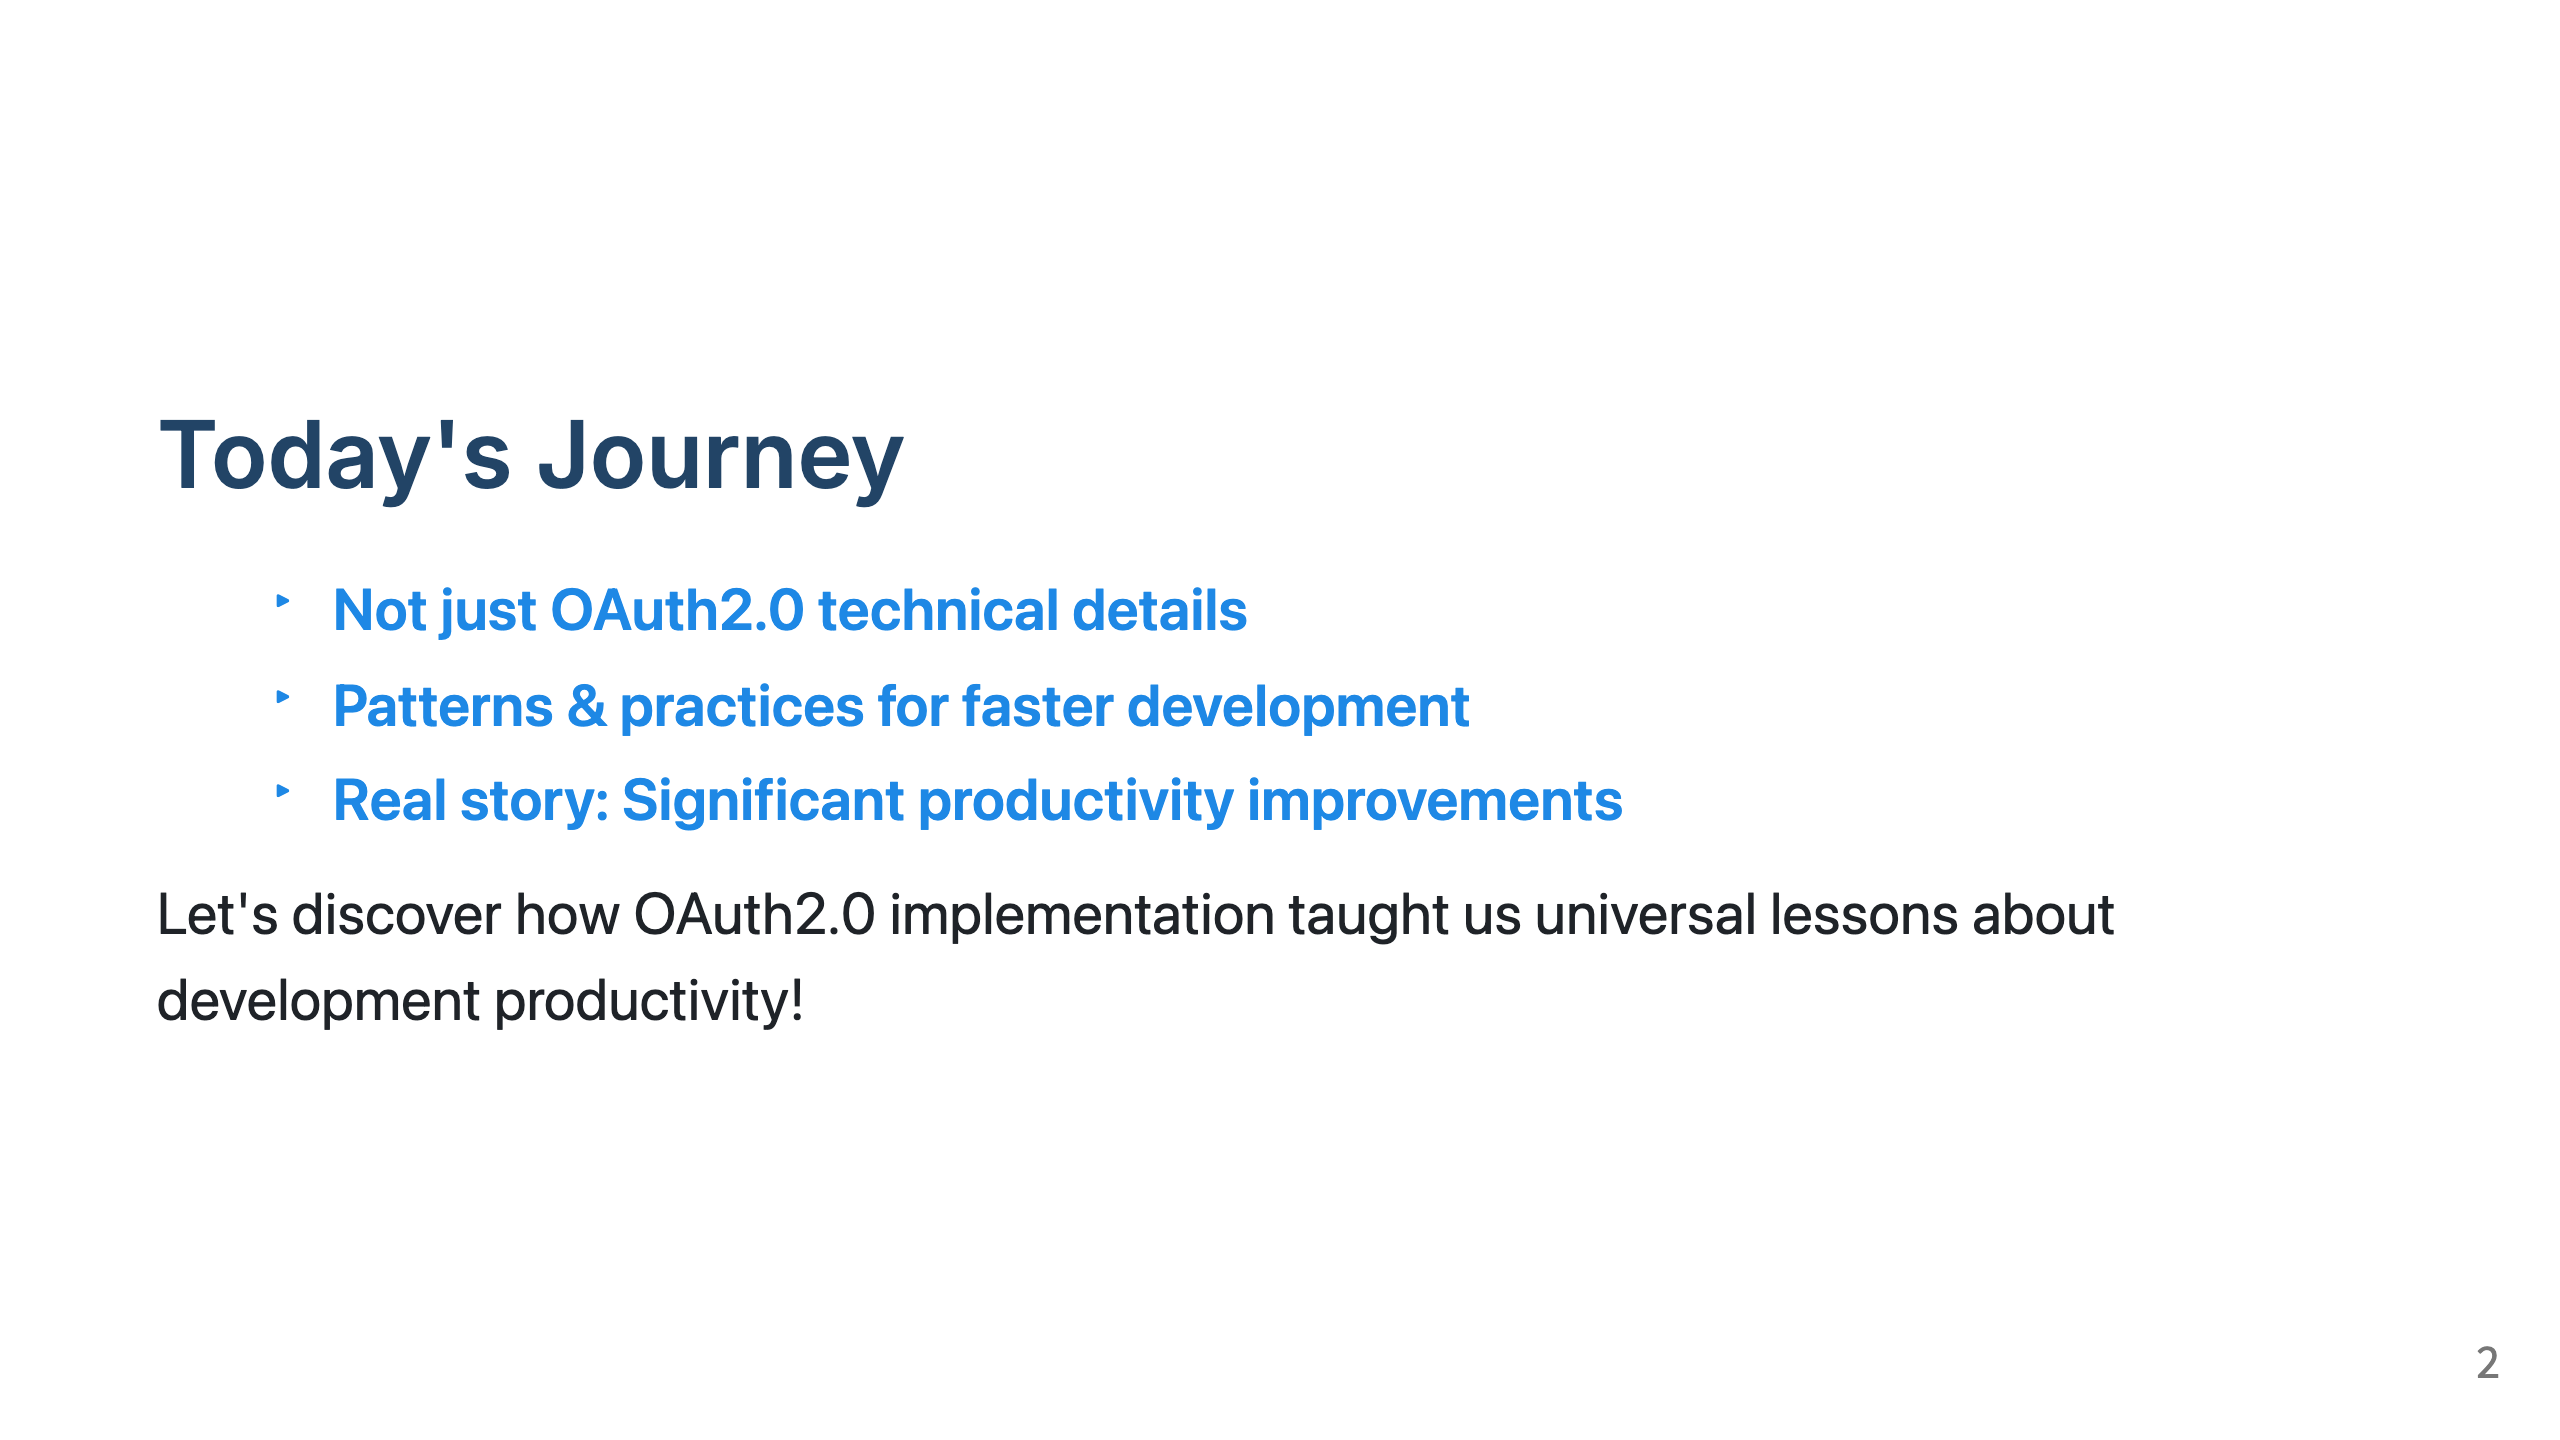 Today's Journey
‣ Not just OAuth2.0 technical details
‣ Patterns & practices for faster development
‣ Real story: Significant productivity improvements
Let's discover how OAuth2.0 implementation taught us universal lessons about
development productivity!
2